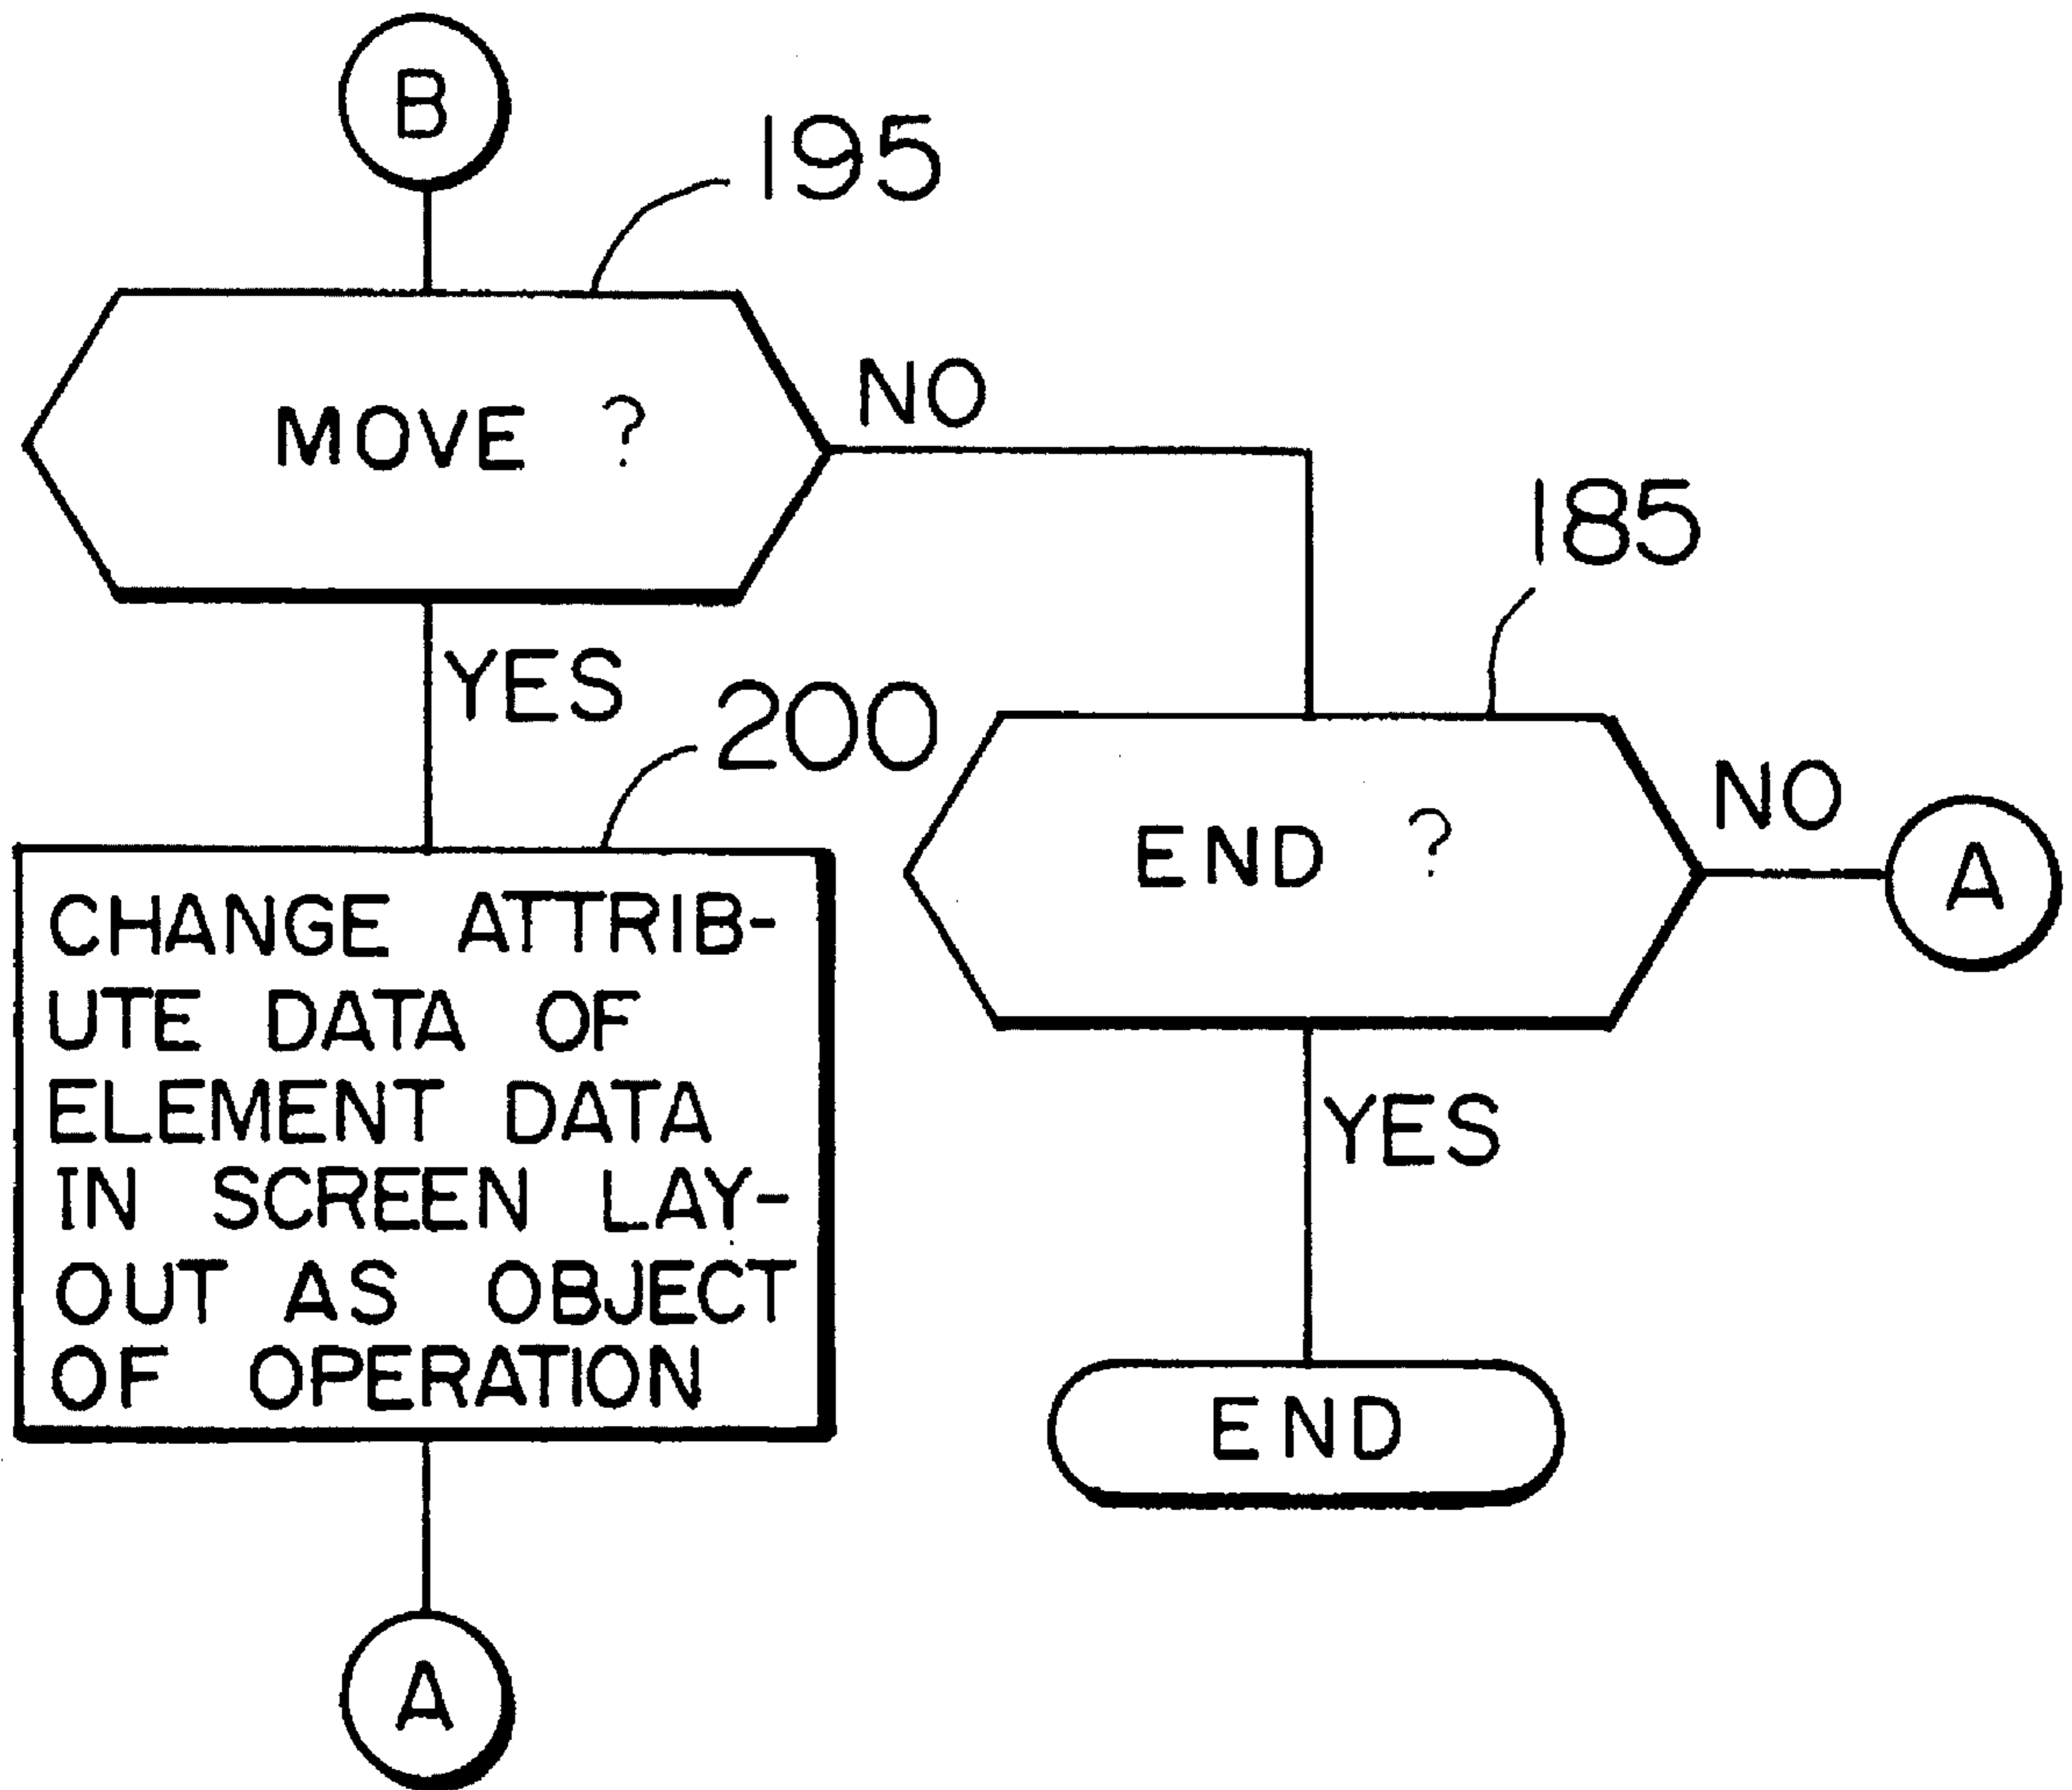 B
195
MOVE ?
NO
YES
200
CHANGE ATTRIB-
UTE DATA OF
ELEMENT DATA
IN SCREEN LAY-
OUT AS OBJECT
OF OPERATION
A
185
END ?
NO
A
YES
END